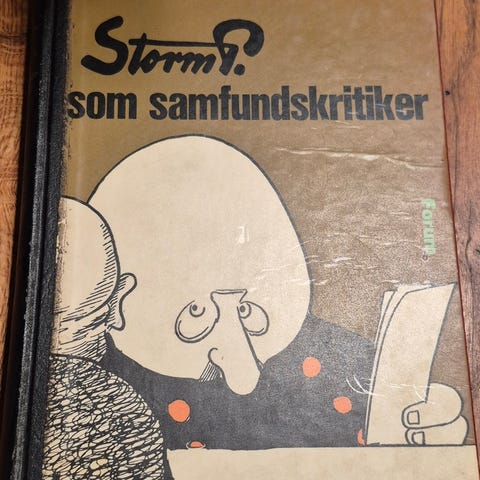 Storm P.
som samfundskritiker
Forum